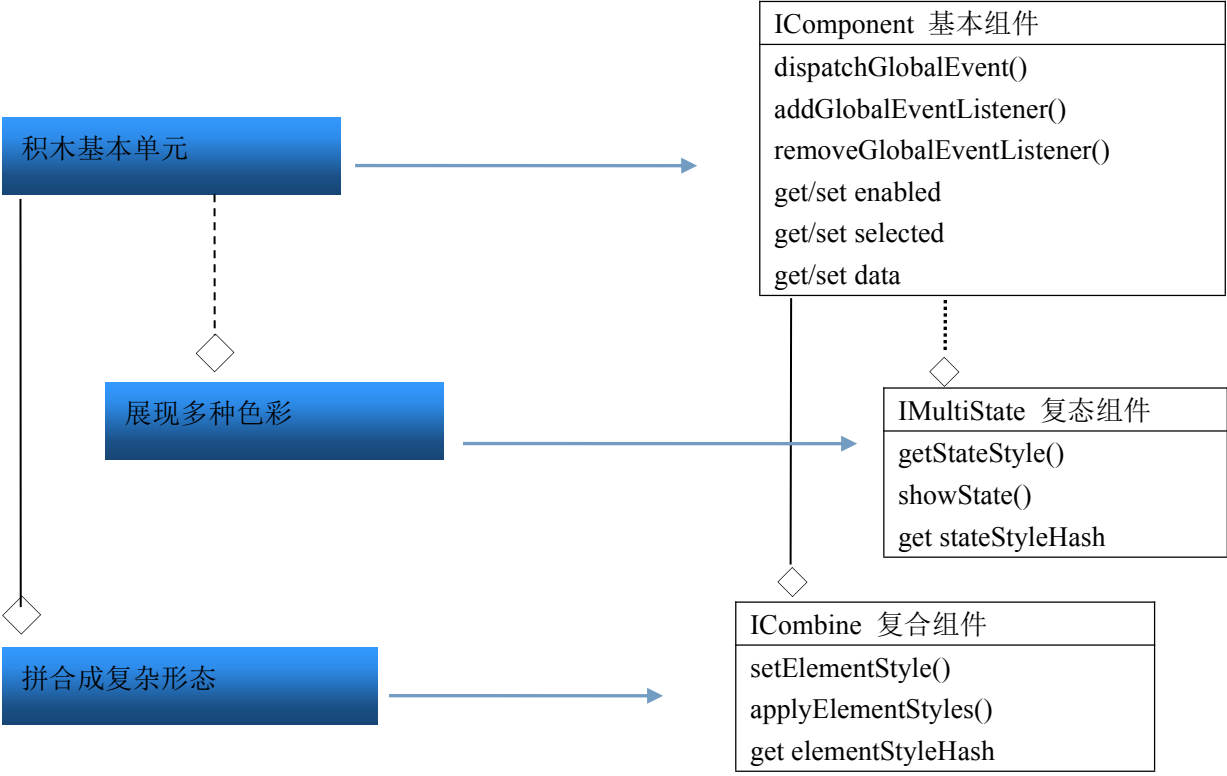 IComponent 基本组件
dispatchGlobalEvent()
addGlobalEventListener()
removeGlobalEventListener()
get/set enabled
get/set selected
get/set data
积木基本单元
展现多种色彩
IMultiState 复态组件
getStateStyle()
showState()
get stateStyleHash
拼合成复杂形态
ICombine 复合组件
setElementStyle()
applyElementStyles()
get elementStyleHash